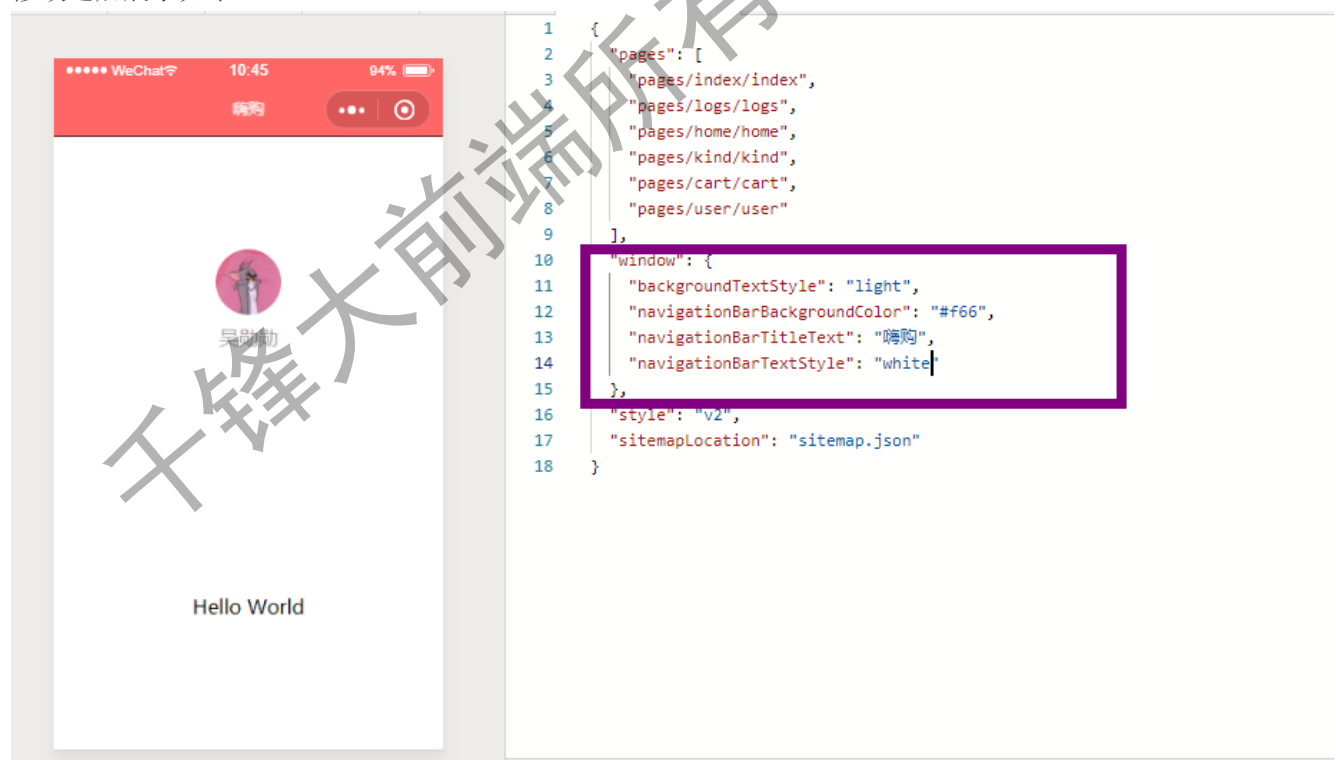 WeChat 10:45 94%
嗨购
吴勋勋
Hello World
1 {
2 "pages": [
3 "pages/index/index",
4 "pages/logs/logs",
5 "pages/home/home",
6 "pages/kind/kind",
7 "pages/cart/cart",
8 "pages/user/user"
9 ],
10 "window": {
11 "backgroundTextStyle": "light",
12 "navigationBarBackgroundColor": "#f66",
13 "navigationBarTitleText": "嗨购",
14 "navigationBarTextStyle": "white"
15 },
16 "style": "v2",
17 "sitemapLocation": "sitemap.json"
18 }
千锋大前端所有